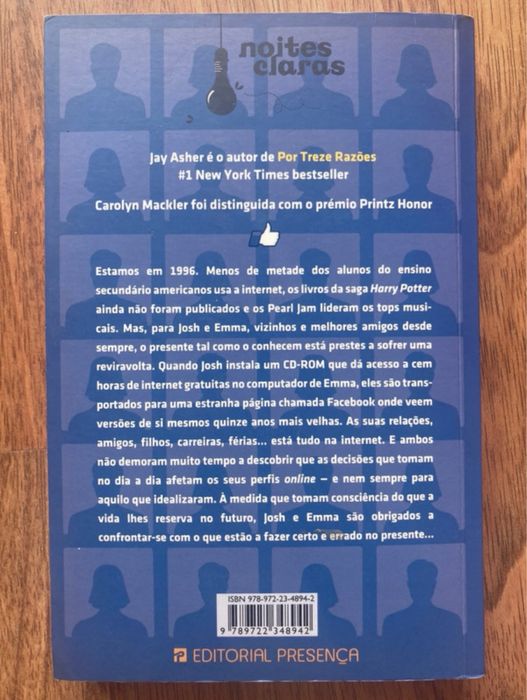 noites
claras
Jay Asher é o autor de Por Treze Razões
#1 New York Times bestseller
Carolyn Mackler foi distinguida com o prémio Printz Honor
Estamos em 1996. Menos de metade dos alunos do ensino
secundário americanos usa a internet, os livros da saga Harry Potter
ainda não foram publicados e os Pearl Jam lideram os tops musi-
cais. Mas, para Josh e Emma, vizinhos e melhores amigos desde
sempre, o presente tal como o conhecem está prestes a sofrer uma
reviravolta. Quando Josh instala um CD-ROM que dá acesso a cem
horas de internet gratuitas no computador de Emma, eles são trans-
portados para uma estranha página chamada Facebook onde veem
versões de si mesmos quinze anos mais velhas. As suas relações,
amigos, filhos, carreiras, férias... está tudo na internet. E ambos
não demoram muito tempo a descobrir que as decisões que tomam
no dia a dia afetam os seus perfis online – e nem sempre para
aquilo que idealizaram. À medida que tomam consciência do que a
vida lhes reserva no futuro, Josh e Emma são obrigados a
confrontar-se com o que estão a fazer certo e errado no presente...
ISBN 978-972-23-4894-2
9 789722 348942
EDITORIAL PRESENÇA